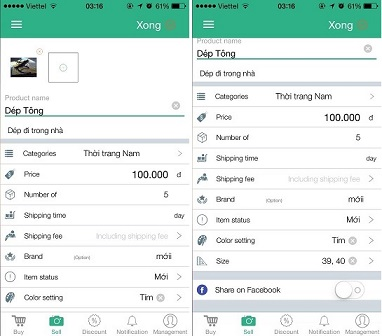 Viettel 03:16 61%
Xong
Product name
Dép Tông
Dép đi trong nhà
Categories Thời trang Nam
Price 100.000 đ
Number of 5
Shipping time day
Shipping fee Including shipping fee
Brand (Option) mới
Item status Mới
Color setting Tím
Buy Sell Discount Notification Management
Viettel 03:16 61%
Xong
Product name
Dép Tông
Dép đi trong nhà
Categories Thời trang Nam
Price 100.000 đ
Number of 5
Shipping time day
Shipping fee Including shipping fee
Brand (Option) mớii
Item status Mới
Color setting Tím
Size 39, 40
Share on Facebook
Buy Sell Discount Notification Management